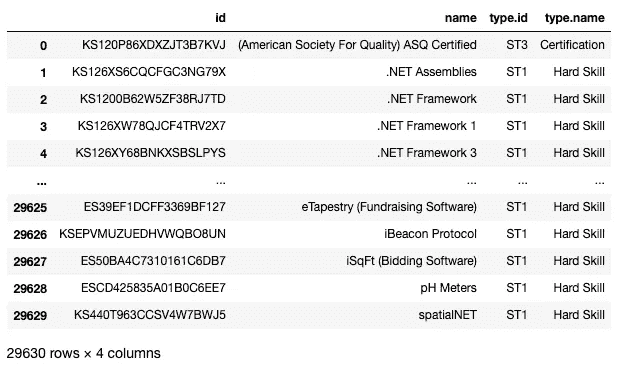 id name type.id type.name
0 KS120P86XDXZJT3B7KVJ (American Society For Quality) ASQ Certified ST3 Certification
1 KS126XS6CQCFGC3NG79X .NET Assemblies ST1 Hard Skill
2 KS1200B62W5ZF38RJ7TD .NET Framework ST1 Hard Skill
3 KS126XW78QJCF4TRV2X7 .NET Framework 1 ST1 Hard Skill
4 KS126XY68BNKXSBSLPYS .NET Framework 3 ST1 Hard Skill
... ... ... ... ...
29625 ES39EF1DCFF3369BF127 eTapestry (Fundraising Software) ST1 Hard Skill
29626 KSEPVMUZUEDHVWQBO8UN iBeacon Protocol ST1 Hard Skill
29627 ES50BA4C7310161C6DB7 iSqFt (Bidding Software) ST1 Hard Skill
29628 ESCD425835A01B0C6EE7 pH Meters ST1 Hard Skill
29629 KS440T963CCSV4W7BWJ5 spatialNET ST1 Hard Skill
29630 rows × 4 columns